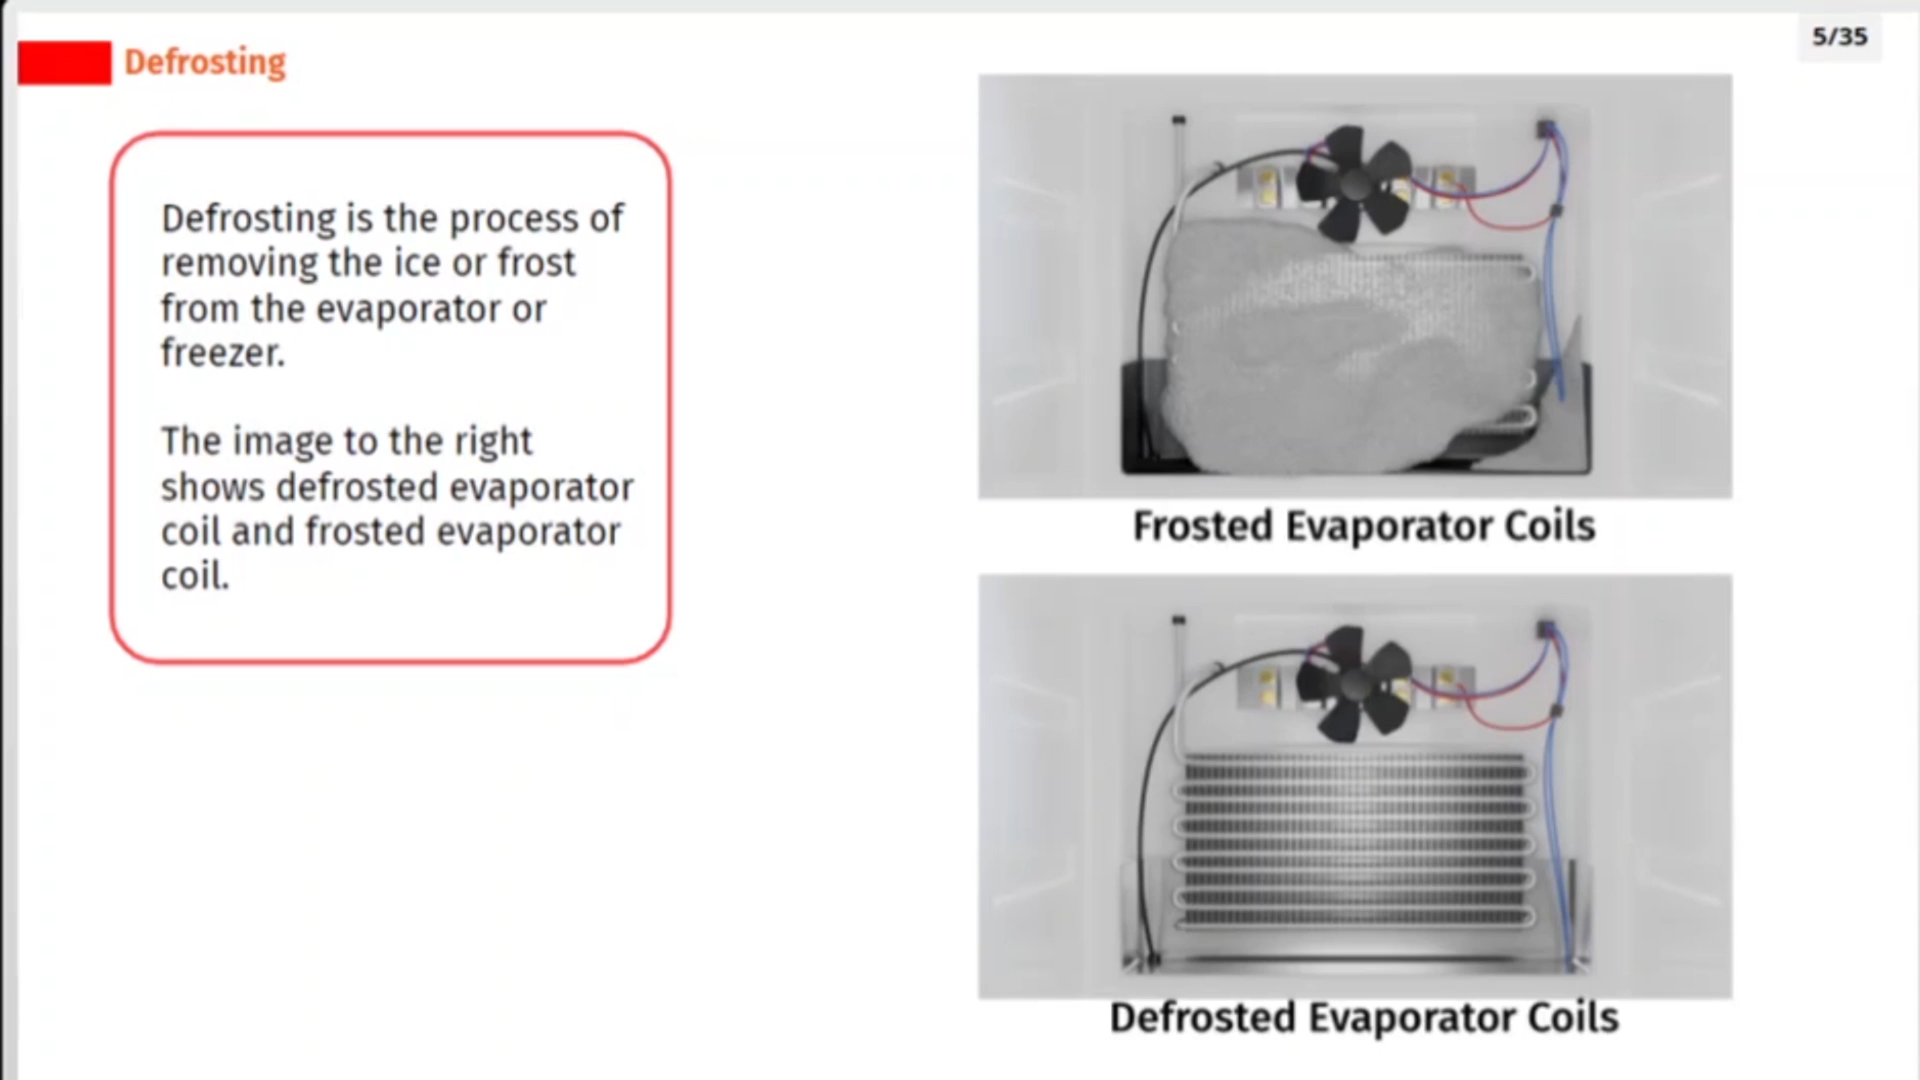 Defrosting
5/35
Defrosting is the process of
removing the ice or frost
from the evaporator or
freezer.
The image to the right
shows defrosted evaporator
coil and frosted evaporator
coil.
Frosted Evaporator Coils
Defrosted Evaporator Coils